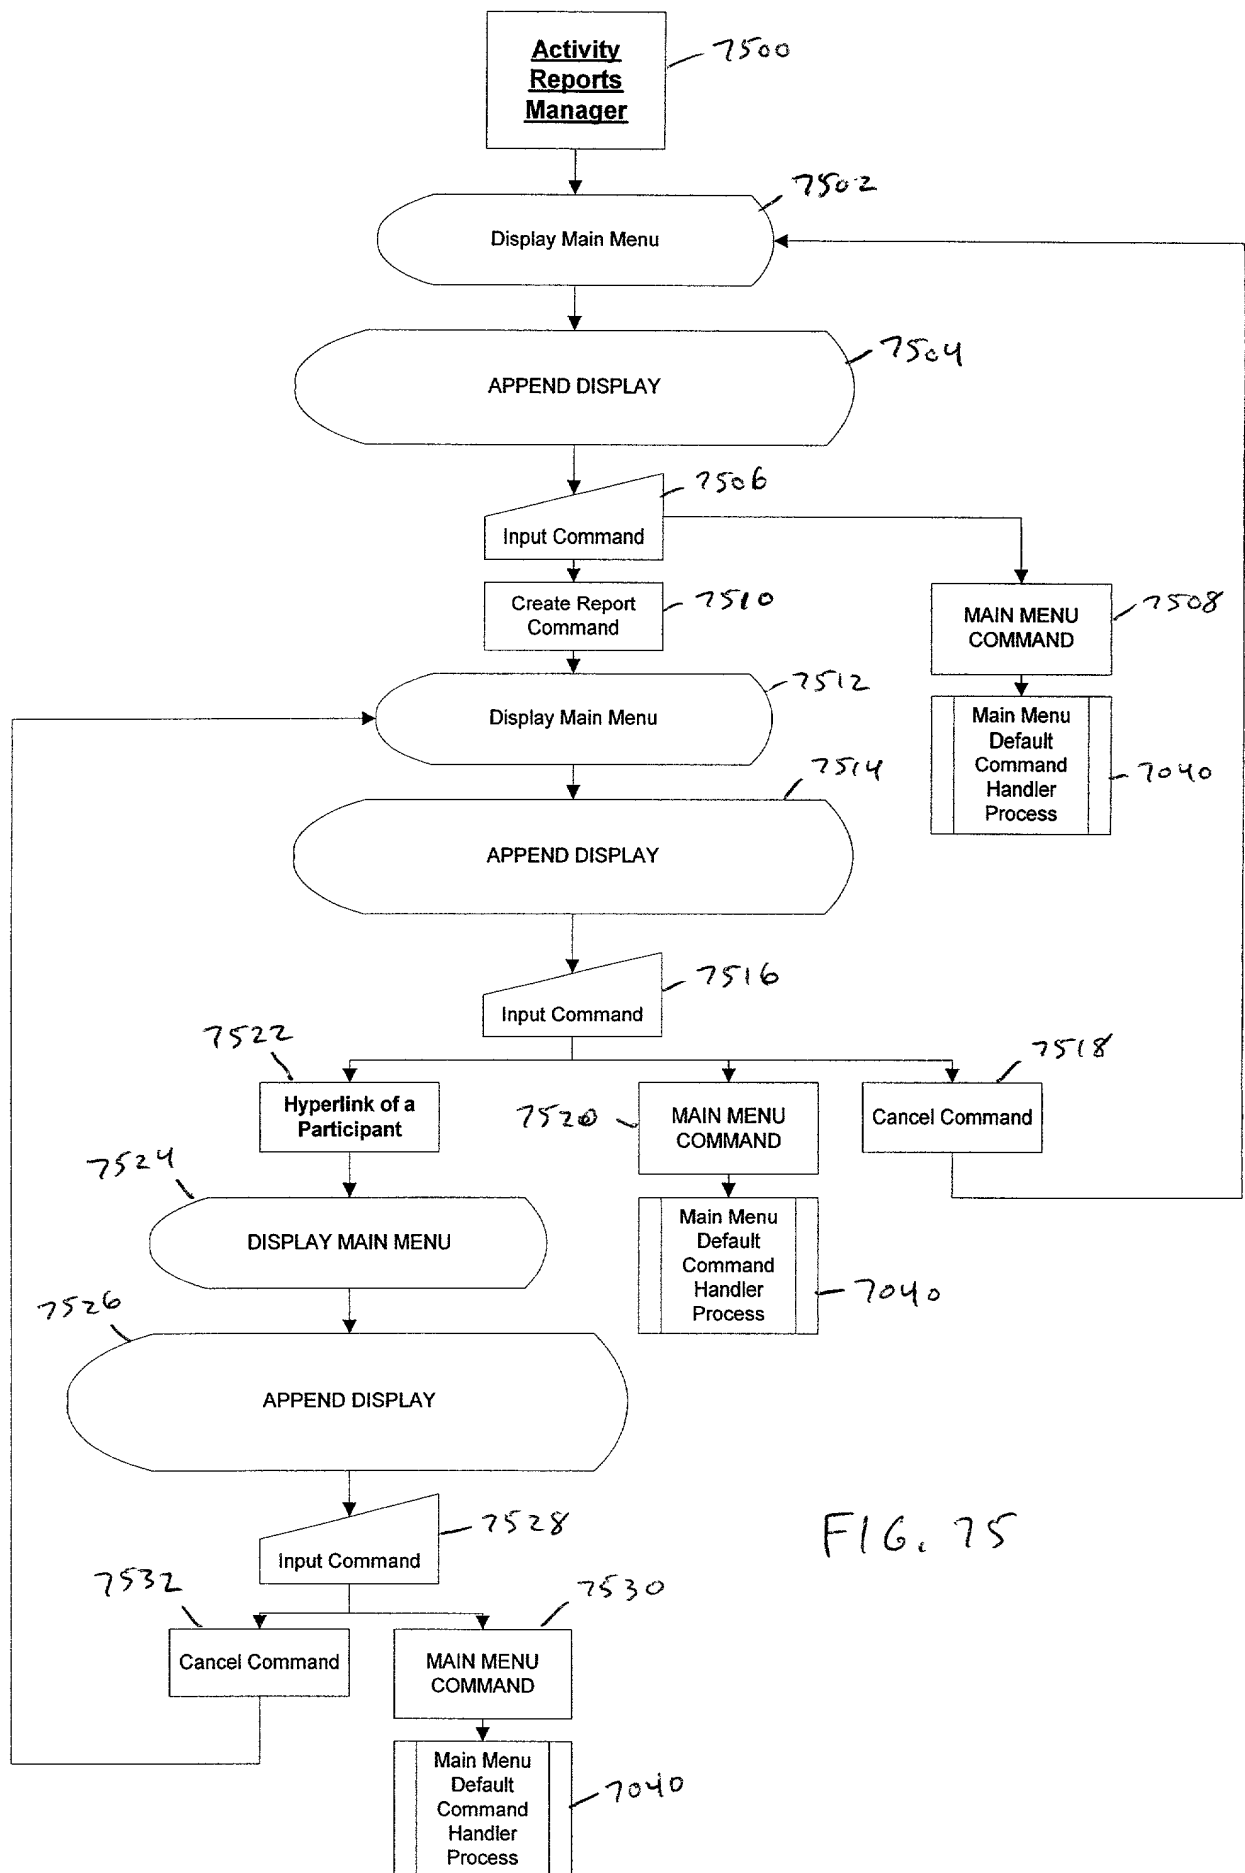 Activity
Reports
Manager
7500
7502
Display Main Menu
7504
APPEND DISPLAY
7506
Input Command
7510
Create Report
Command
7508
MAIN MENU
COMMAND
7512
Display Main Menu
Main Menu
Default
Command
Handler
Process
7040
7514
APPEND DISPLAY
7516
Input Command
7522
Hyperlink of a
Participant
7520
MAIN MENU
COMMAND
7518
Cancel Command
7524
DISPLAY MAIN MENU
Main Menu
Default
Command
Handler
Process
7040
7526
APPEND DISPLAY
7528
Input Command
FIG. 75
7532
Cancel Command
7530
MAIN MENU
COMMAND
Main Menu
Default
Command
Handler
Process
7040